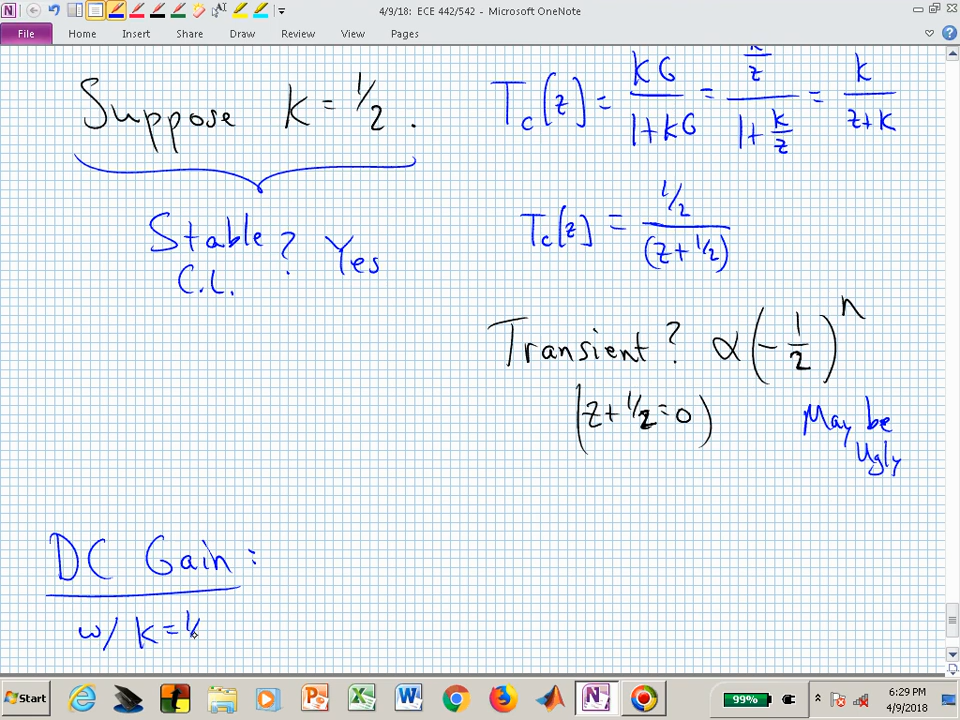 4/9/18: ECE 442/542 - Microsoft OneNote
File Home Insert Share Draw Review View Pages
Suppose K = 1/2 .
Tc[z] = KG/(1+KG) = (K/z)/(1+K/z) = K/(z+K)
Stable ? Yes
C.L.
Tc[z] = 1/2/(z+1/2)
Transient ? α(-1/2)^n
(z+1/2=0)
May be
Ugly
DC Gain:
w/ K=1/
Start
99%
6:29 PM
4/9/2018